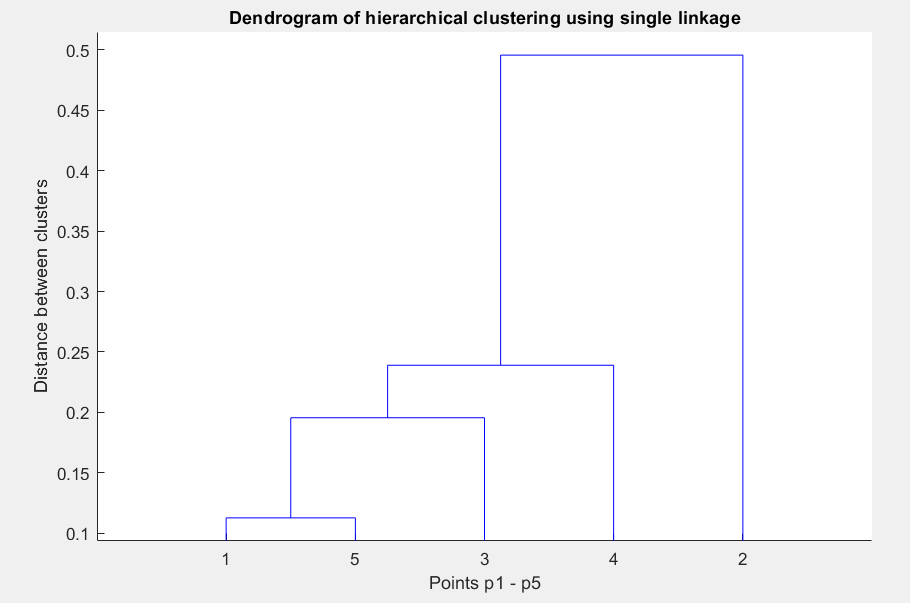 Dendrogram of hierarchical clustering using single linkage
Distance between clusters
0.5
0.45
0.4
0.35
0.3
0.25
0.2
0.15
0.1
1 5 3 4 2
Points p1 - p5